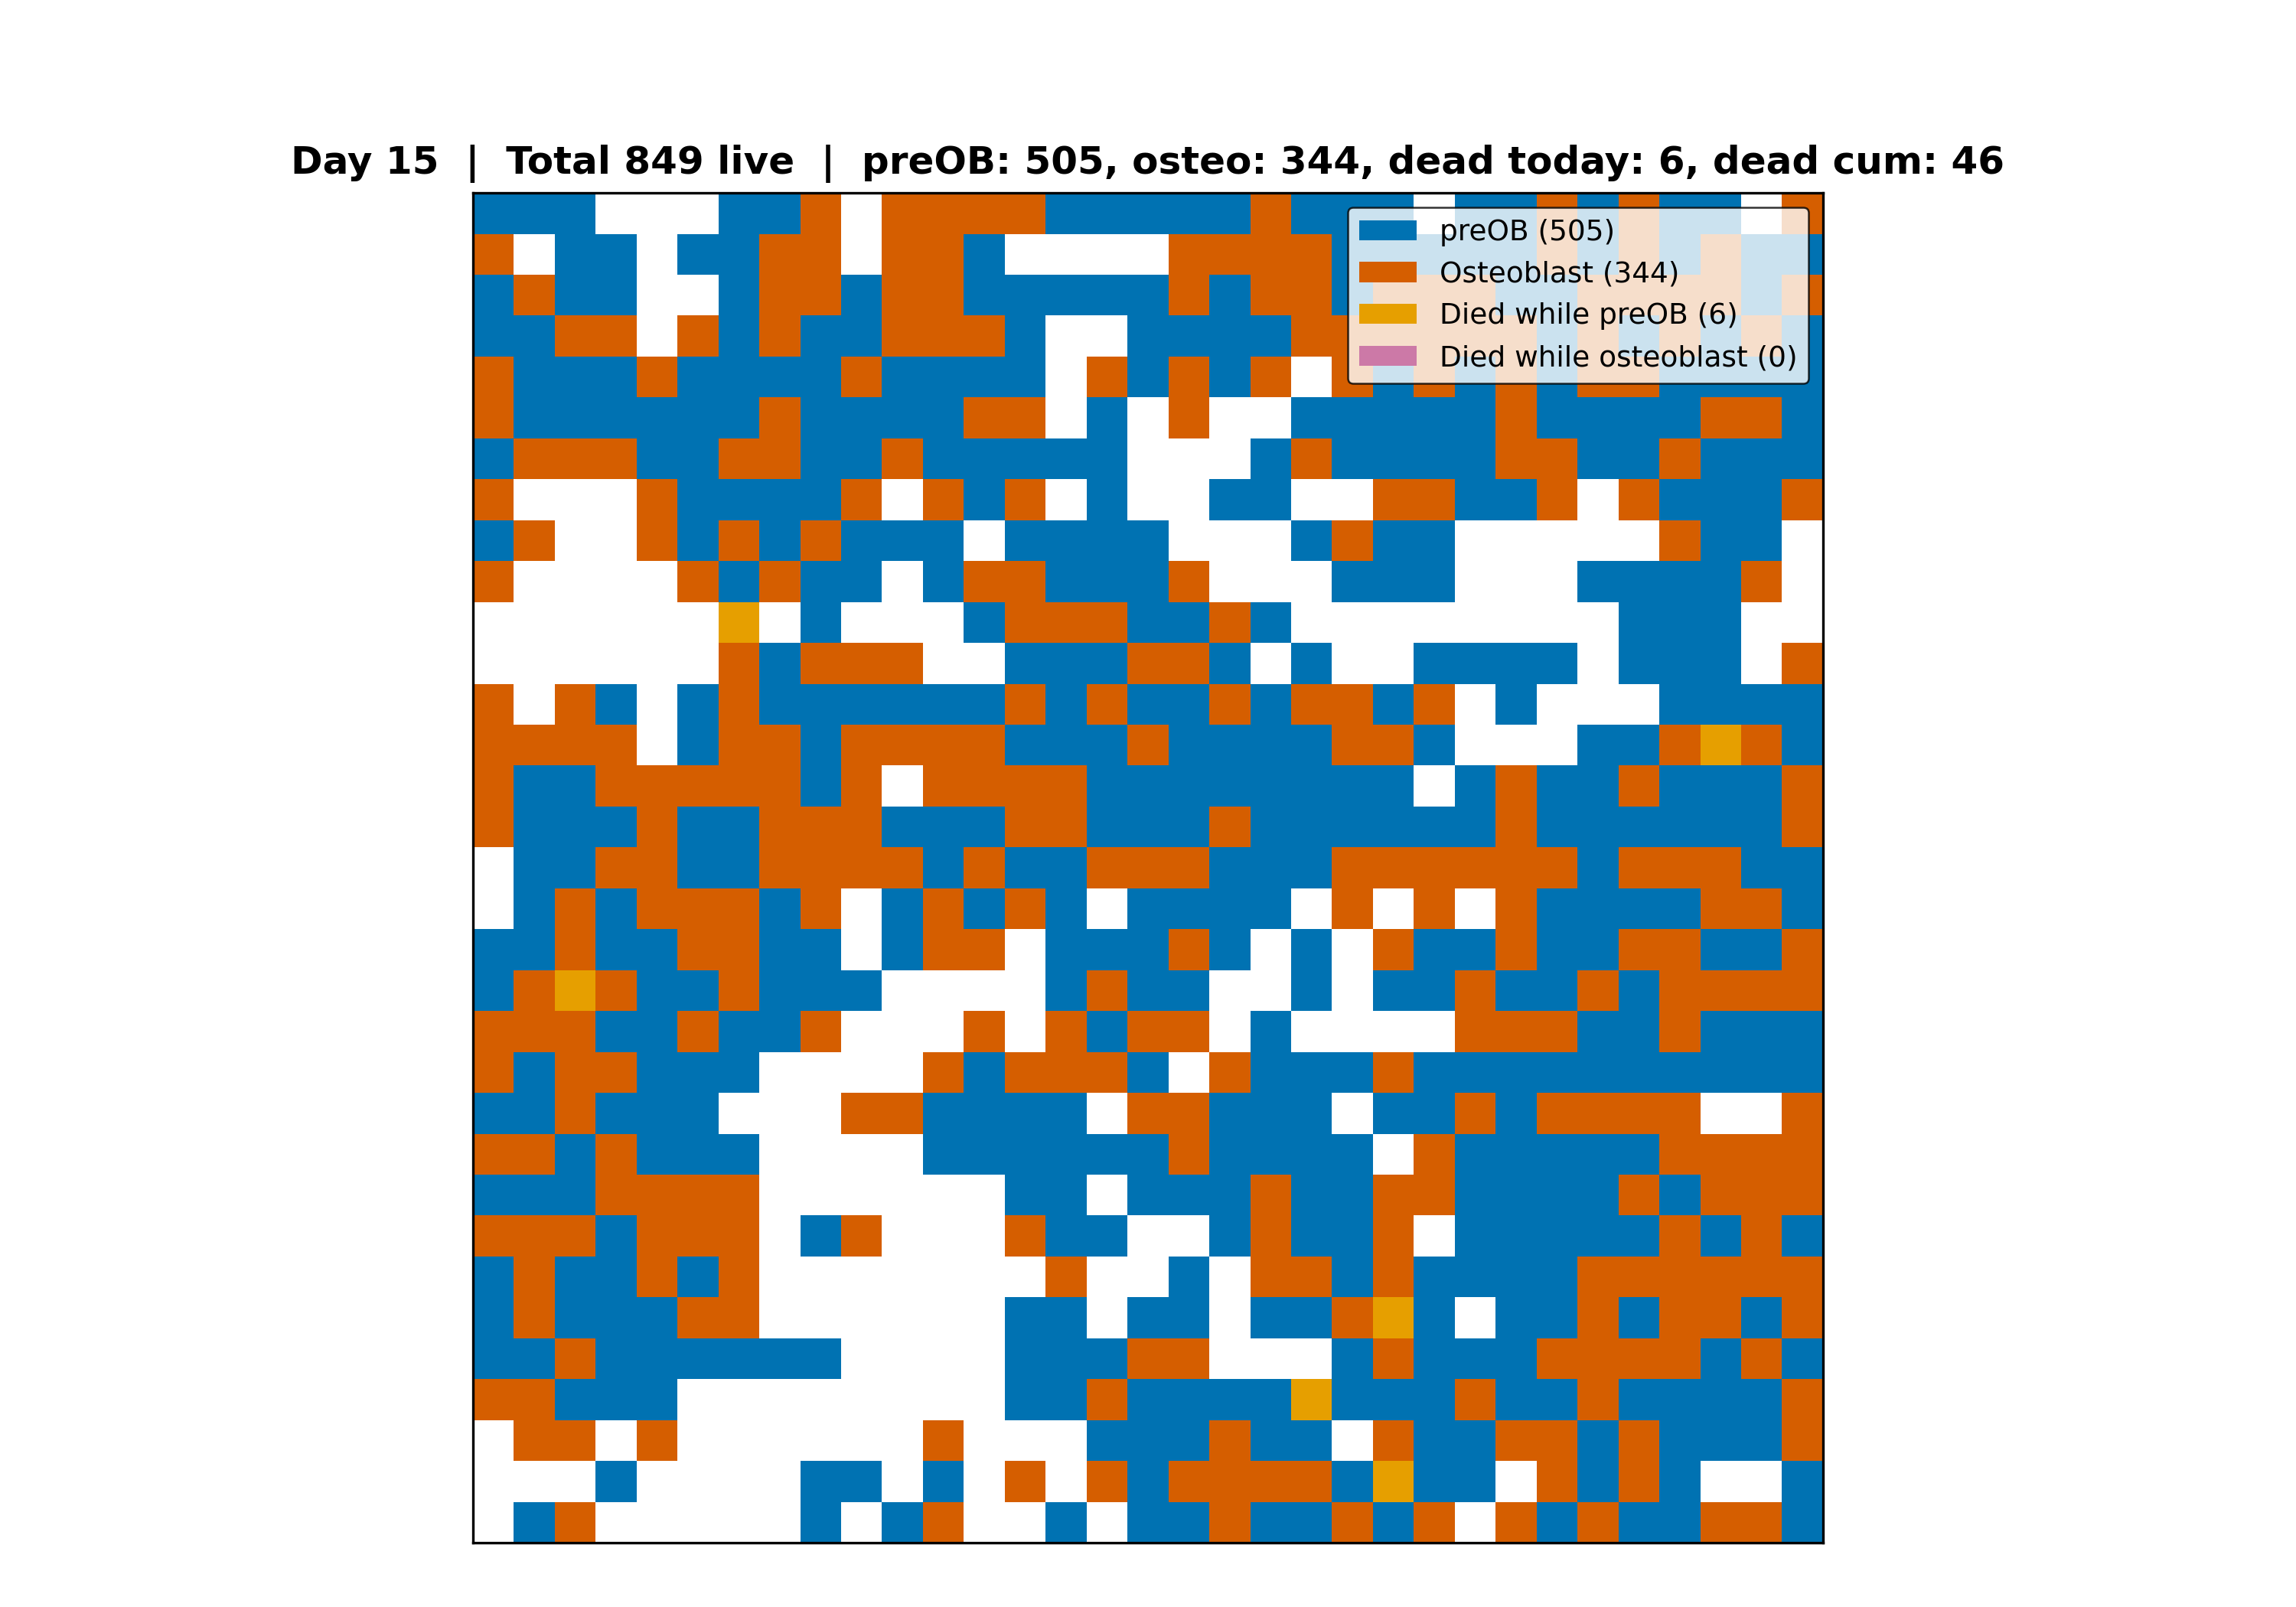 Day 15 | Total 849 live | preOB: 505, osteo: 344, dead today: 6, dead cum: 46
preOB (505)
Osteoblast (344)
Died while preOB (6)
Died while osteoblast (0)